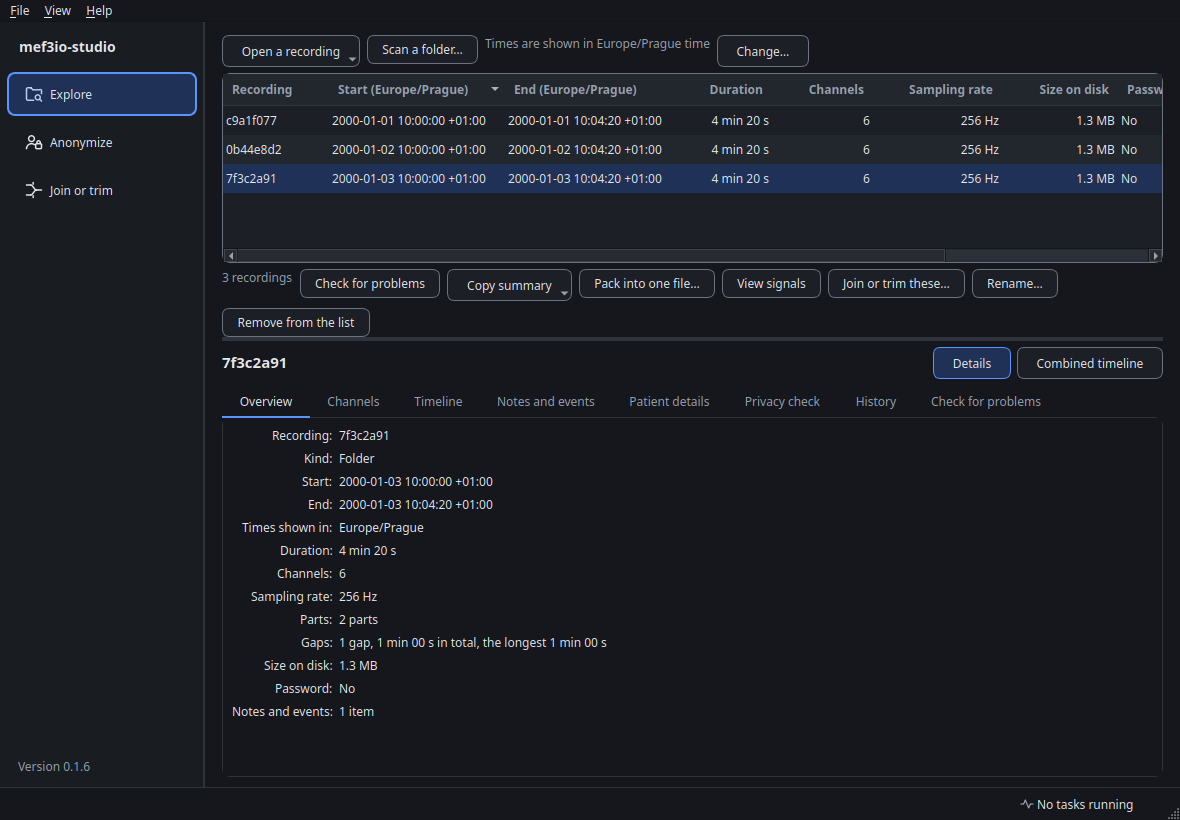 File View Help
mef3io-studio
Explore
Anonymize
Join or trim
Version 0.1.6
Open a recording Scan a folder... Times are shown in Europe/Prague time Change...
Recording Start (Europe/Prague) End (Europe/Prague) Duration Channels Sampling rate Size on disk Passw
c9a1f077 2000-01-01 10:00:00 +01:00 2000-01-01 10:04:20 +01:00 4 min 20 s 6 256 Hz 1.3 MB No
0b44e8d2 2000-01-02 10:00:00 +01:00 2000-01-02 10:04:20 +01:00 4 min 20 s 6 256 Hz 1.3 MB No
7f3c2a91 2000-01-03 10:00:00 +01:00 2000-01-03 10:04:20 +01:00 4 min 20 s 6 256 Hz 1.3 MB No
3 recordings Check for problems Copy summary Pack into one file... View signals Join or trim these... Rename...
Remove from the list
7f3c2a91 Details Combined timeline
Overview Channels Timeline Notes and events Patient details Privacy check History Check for problems
Recording: 7f3c2a91
Kind: Folder
Start: 2000-01-03 10:00:00 +01:00
End: 2000-01-03 10:04:20 +01:00
Times shown in: Europe/Prague
Duration: 4 min 20 s
Channels: 6
Sampling rate: 256 Hz
Parts: 2 parts
Gaps: 1 gap, 1 min 00 s in total, the longest 1 min 00 s
Size on disk: 1.3 MB
Password: No
Notes and events: 1 item
No tasks running